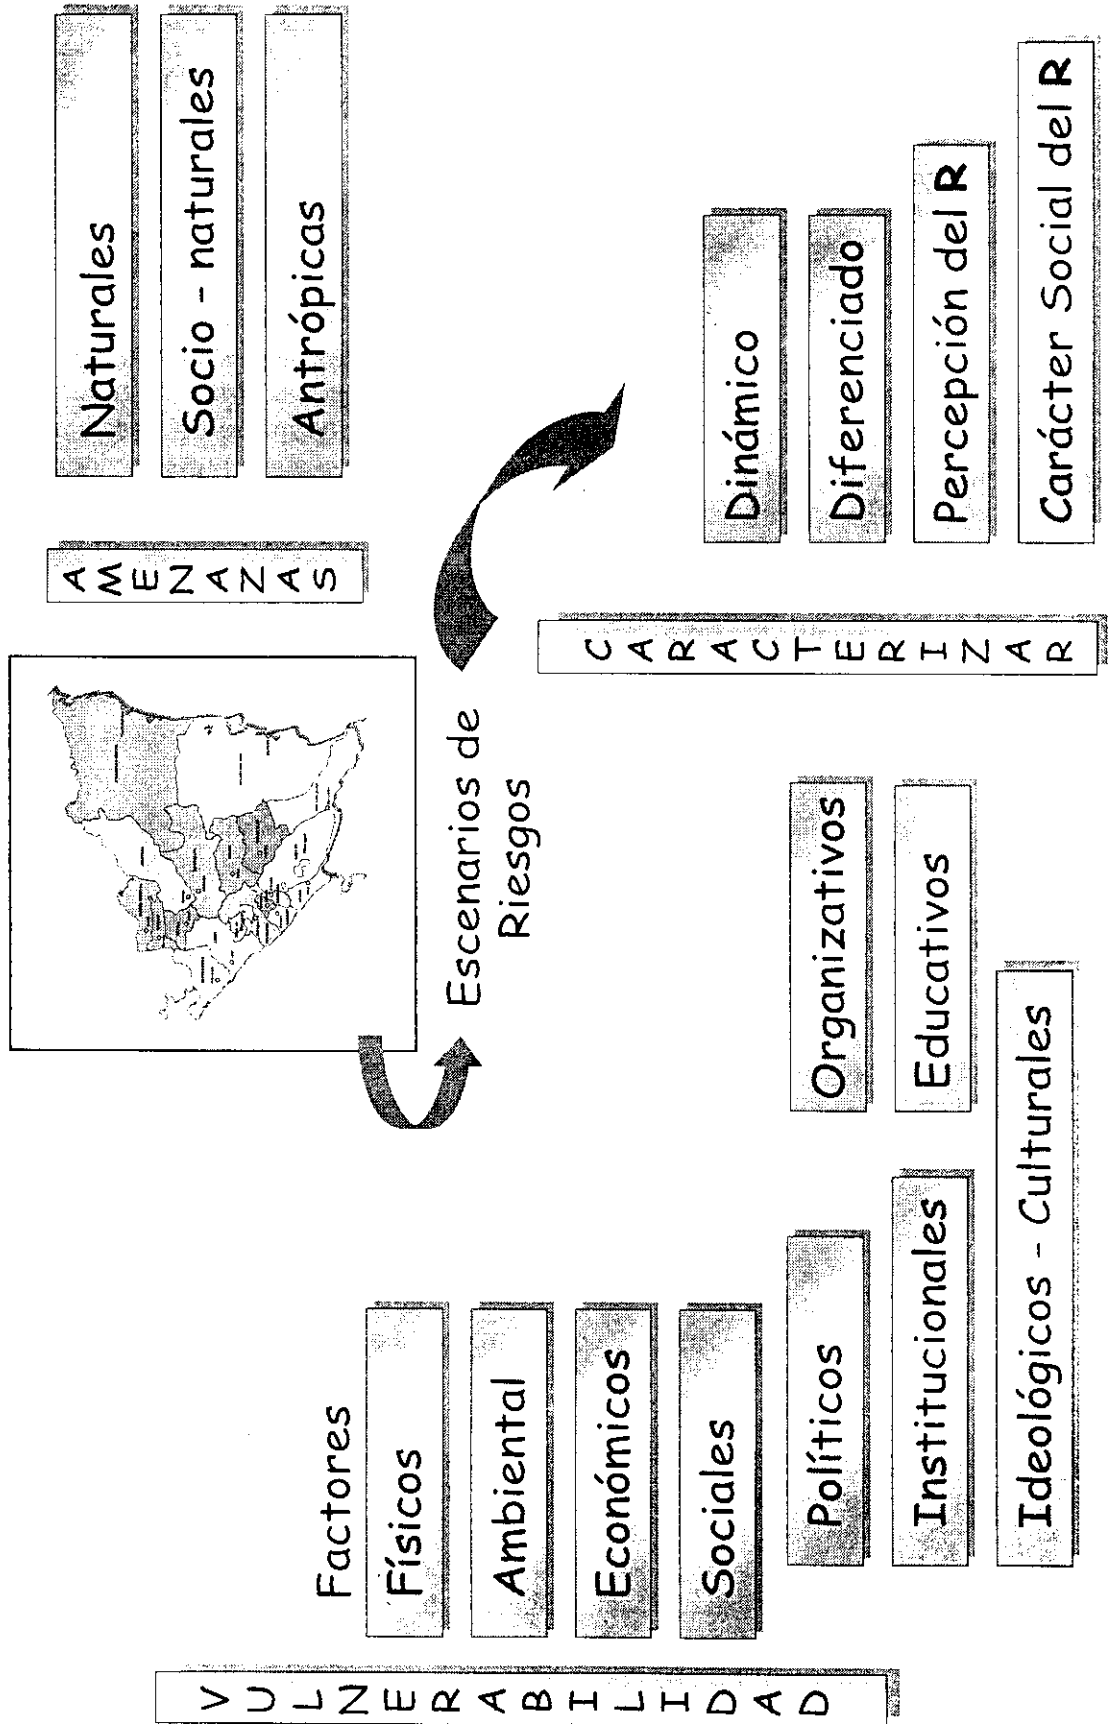 VULNERABILIDAD
Factores
Físicos
Ambiental
Económicos
Sociales
Políticos
Institucionales
Ideológicos - Culturales
Organizativos
Educativos
Escenarios de
Riesgos
AMENAZAS
Naturales
Socio - naturales
Antrópicas
CARACTERIZAR
Dinámico
Diferenciado
Percepción del R
Carácter Social del R